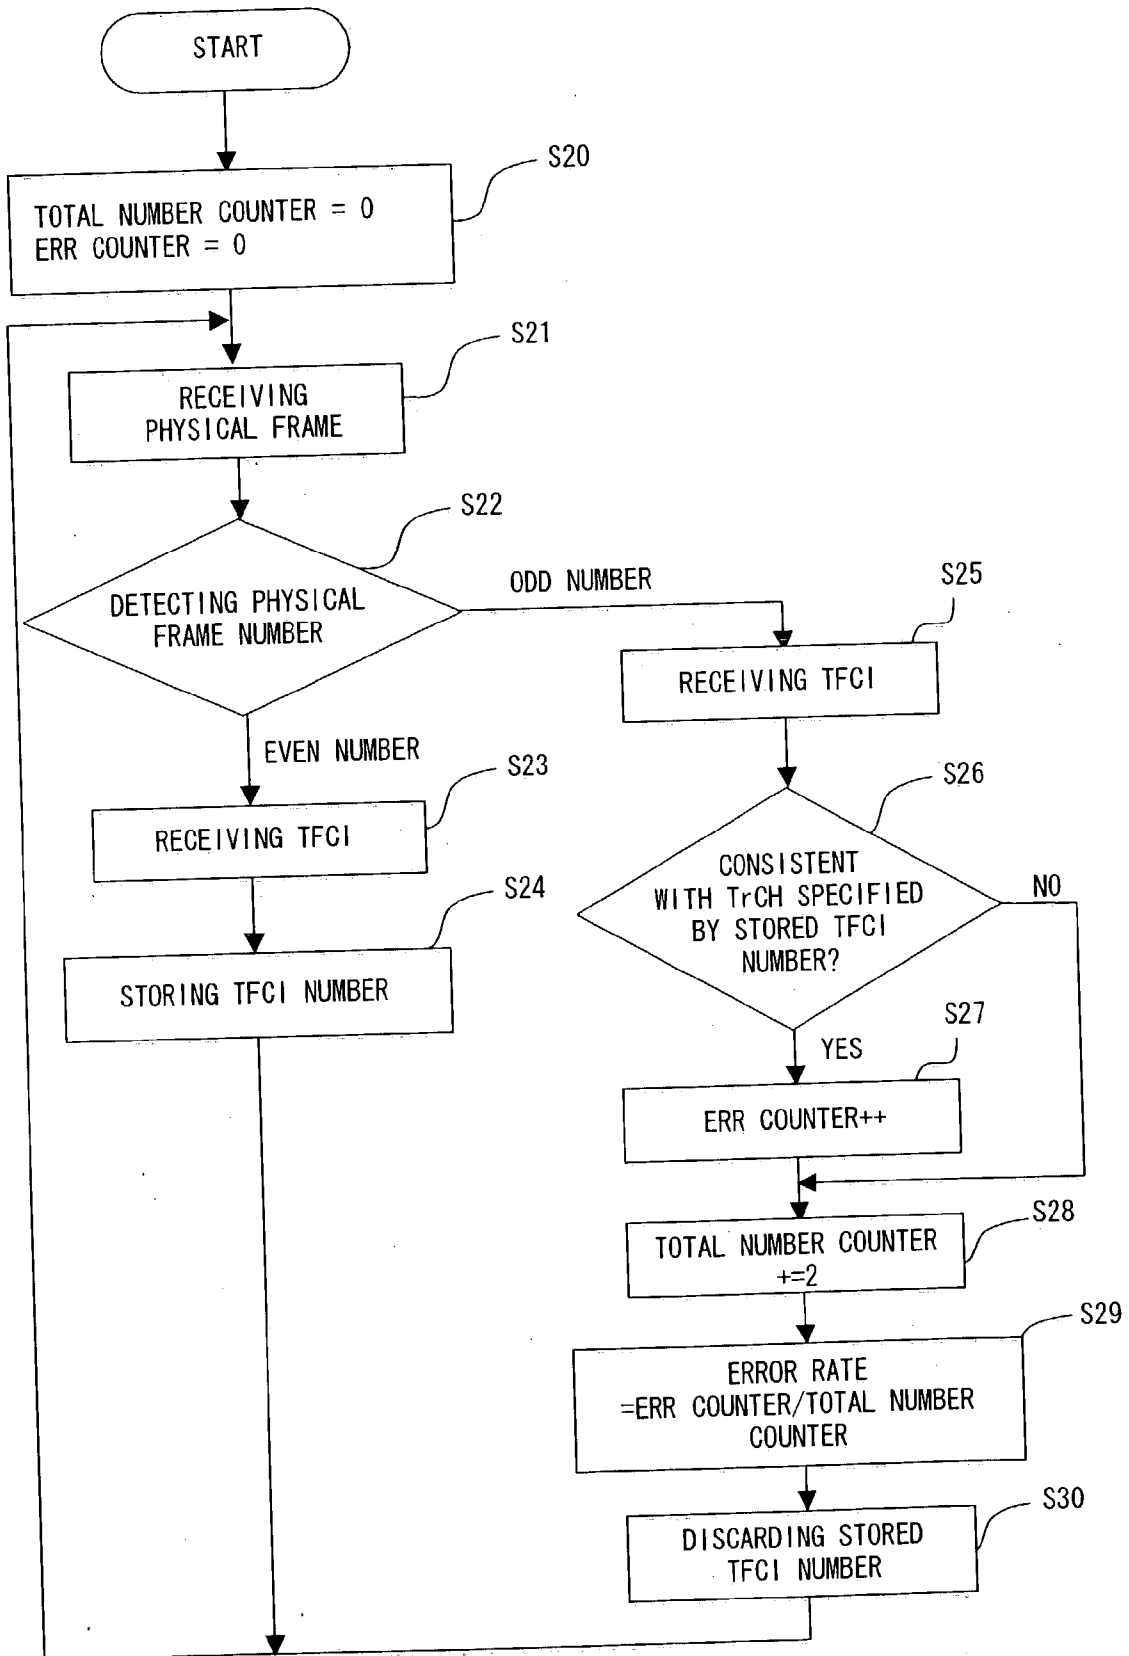 START
S20
TOTAL NUMBER COUNTER = 0
ERR COUNTER = 0
S21
RECEIVING
PHYSICAL FRAME
S22
DETECTING PHYSICAL
FRAME NUMBER
ODD NUMBER
EVEN NUMBER
S23
RECEIVING TFCI
S24
STORING TFCI NUMBER
S25
RECEIVING TFCI
S26
CONSISTENT
WITH TrCH SPECIFIED
BY STORED TFCI
NUMBER?
NO
YES
S27
ERR COUNTER++
S28
TOTAL NUMBER COUNTER
+=2
S29
ERROR RATE
=ERR COUNTER/TOTAL NUMBER
COUNTER
S30
DISCARDING STORED
TFCI NUMBER